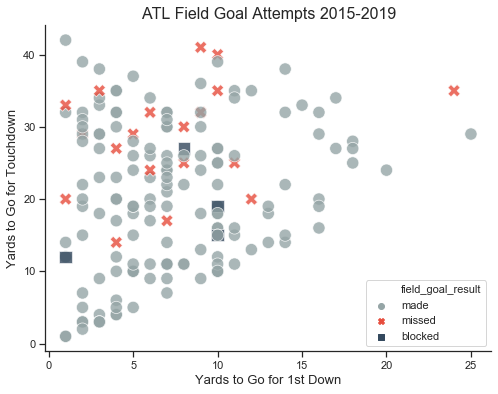 ATL Field Goal Attempts 2015-2019
Yards to Go for Touchdown
40
30
20
10
0
0 5 10 15 20 25
Yards to Go for 1st Down
field_goal_result
made
missed
blocked